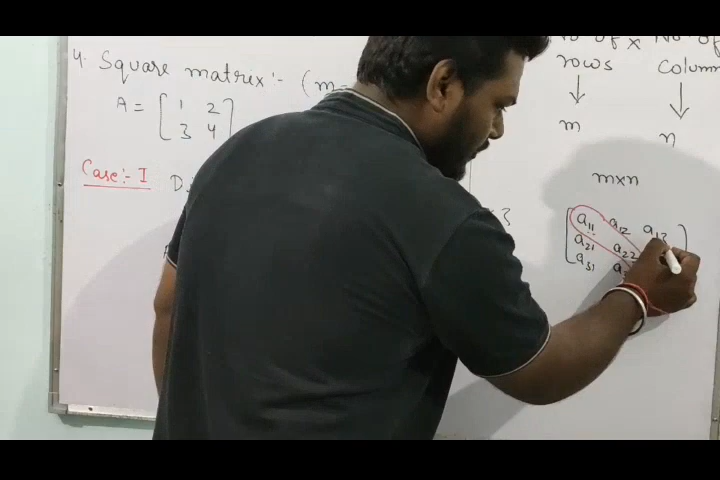 4. Square matrix :- (m
A = [ 1 2
3 4 ]
Case :- I D
No of x No of
rows Column
m n
m x n
3
[ a11 a12 a13 ]
a21 a22
a31